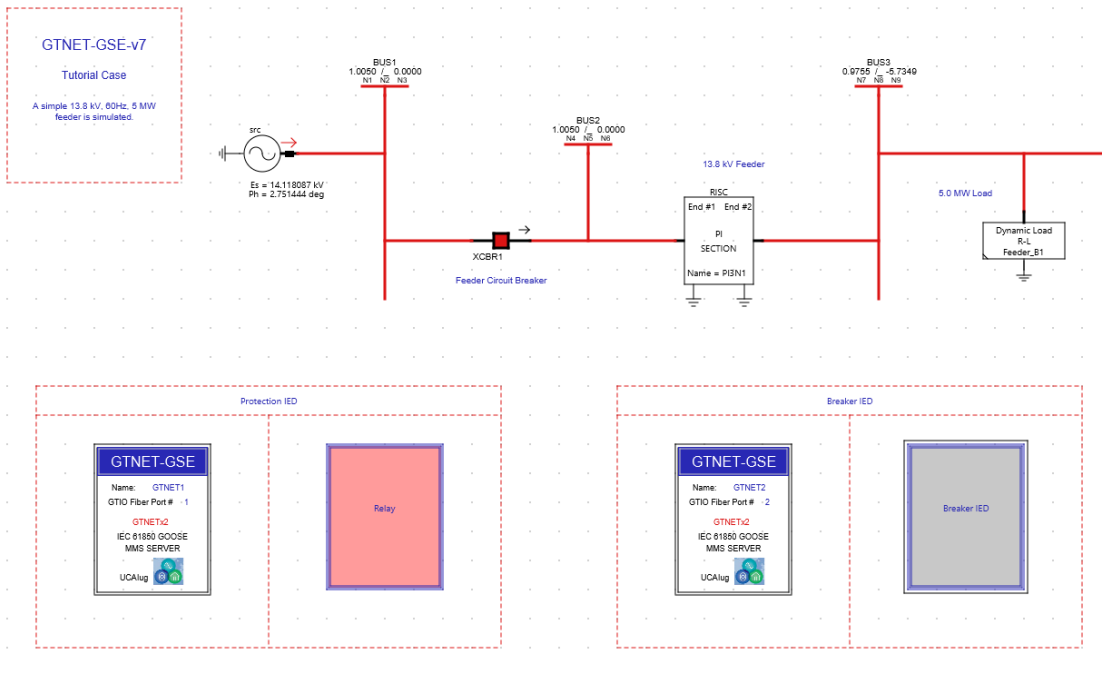 GTNET-GSE-v7
Tutorial Case
A simple 13.8 kV, 60Hz, 5 MW
feeder is simulated.
src
Es = 14.118087 kV
Ph = 2.751444 deg
BUS1
1.0050 /_ 0.0000
N1 N2 N3
BUS2
1.0050 /_ 0.0000
N4 N5 N6
BUS3
0.9755 /_ -5.7349
N7 N8 N9
XCBR1
Feeder Circuit Breaker
13.8 kV Feeder
RISC
End #1 End #2
PI
SECTION
Name = PI3N1
5.0 MW Load
Dynamic Load
R-L
Feeder_B1
Protection IED
GTNET-GSE
Name: GTNET1
GTIO Fiber Port # 1
GTNETx2
IEC 61850 GOOSE
MMS SERVER
UCAIug
Relay
Breaker IED
GTNET-GSE
Name: GTNET2
GTIO Fiber Port # 2
GTNETx2
IEC 61850 GOOSE
MMS SERVER
UCAIug
Breaker IED